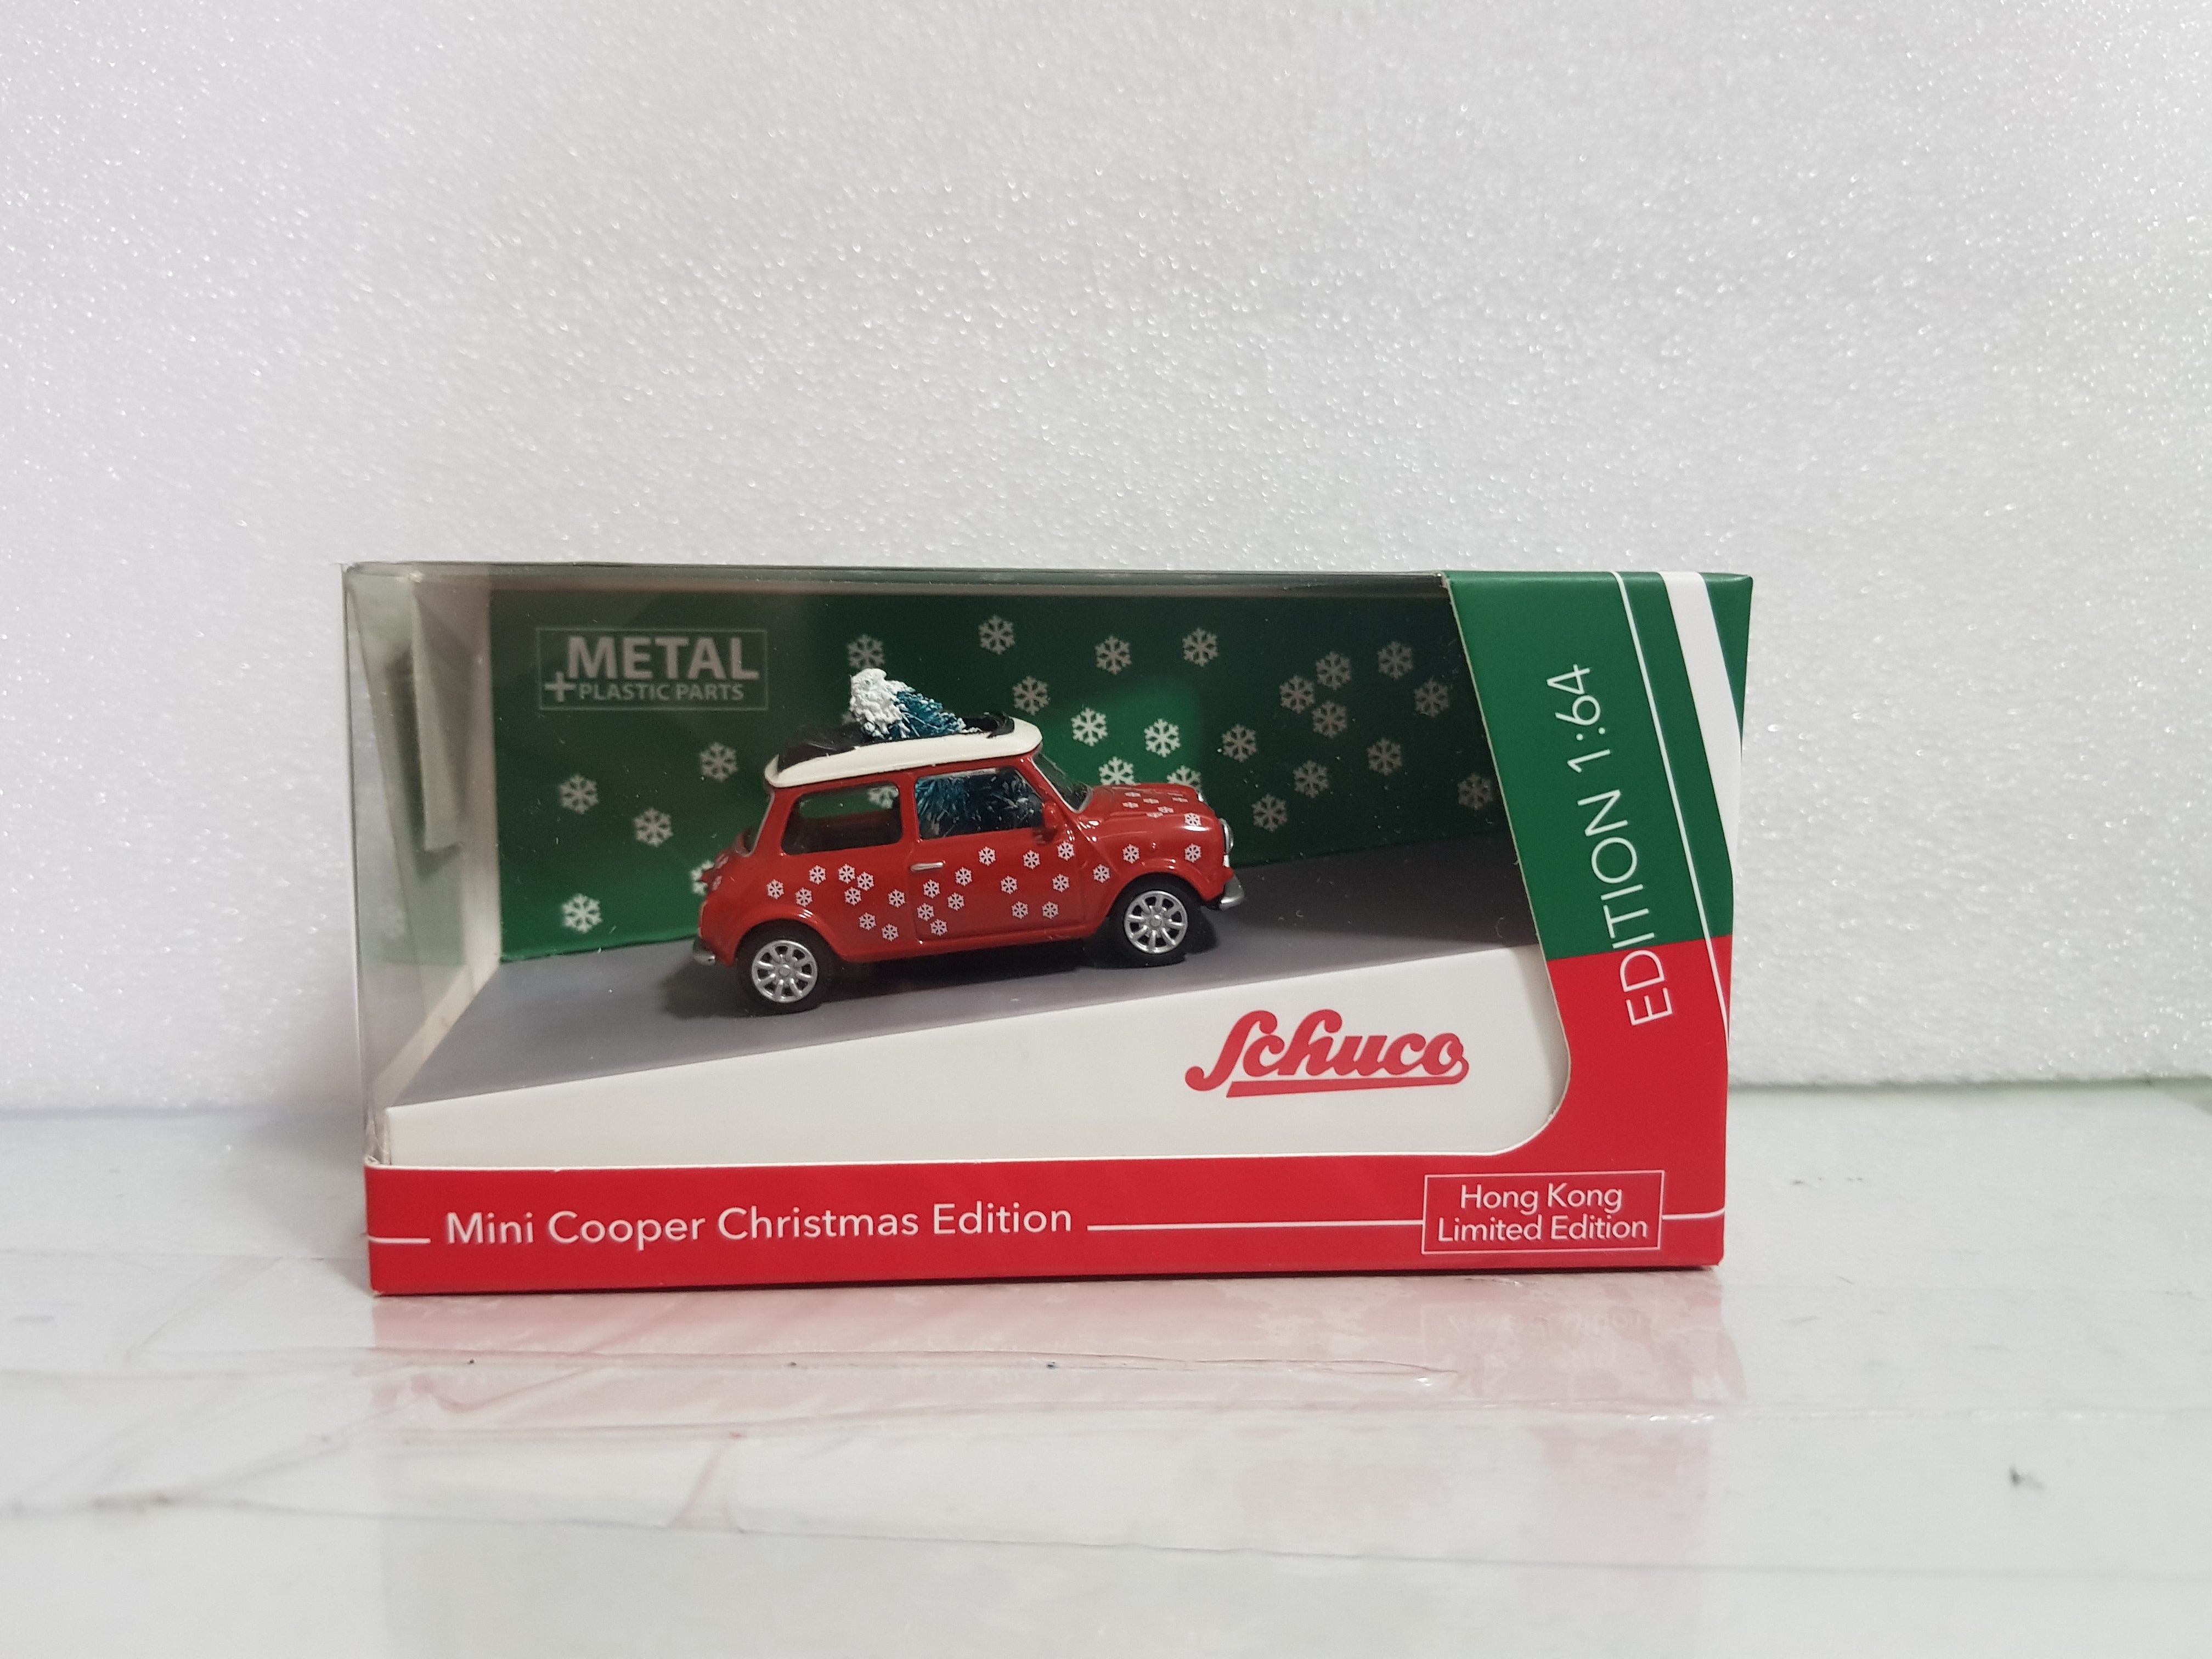 METAL
+PLASTIC PARTS
EDITION 1:64
Schuco
Mini Cooper Christmas Edition
Hong Kong
Limited Edition